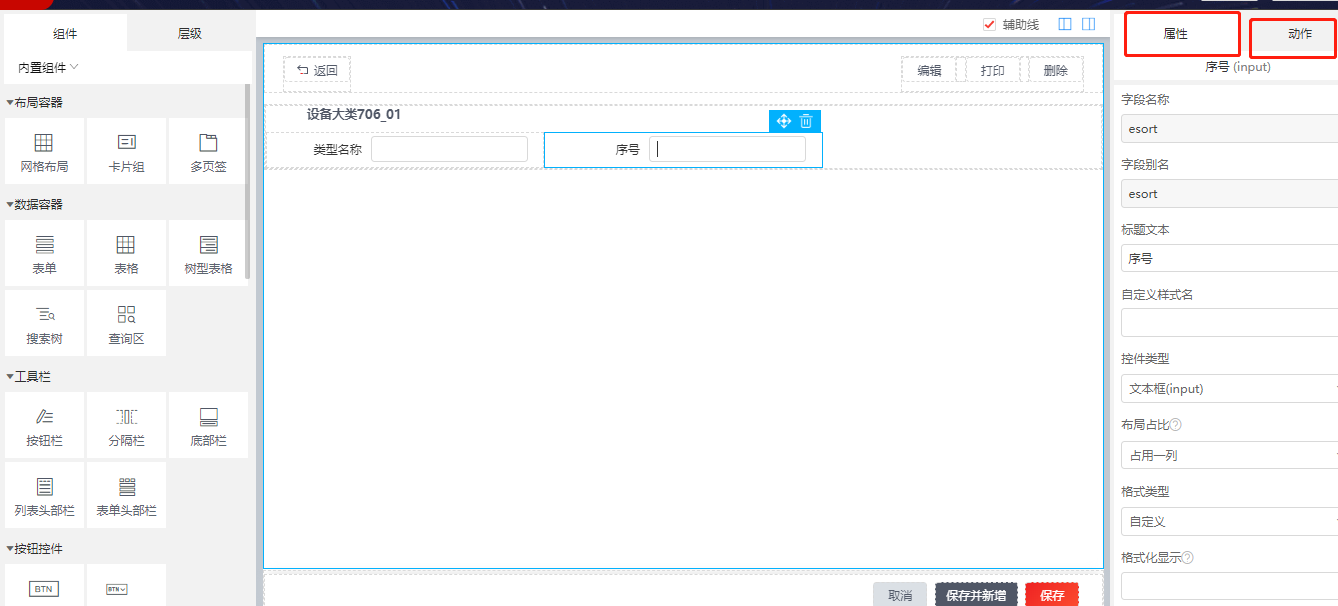 组件
层级
内置组件
布局容器
网格布局
卡片组
多页签
数据容器
表单
表格
树型表格
搜索树
查询区
工具栏
按钮栏
分隔栏
底部栏
列表头部栏
表单头部栏
按钮控件
BTN
BTN
辅助线
返回
编辑
打印
删除
设备大类706_01
类型名称
序号
取消
保存并新增
保存
属性
动作
序号 (input)
字段名称
esort
字段别名
esort
标题文本
序号
自定义样式名
控件类型
文本框(input)
布局占比?
占用一列
格式类型
自定义
格式化显示?